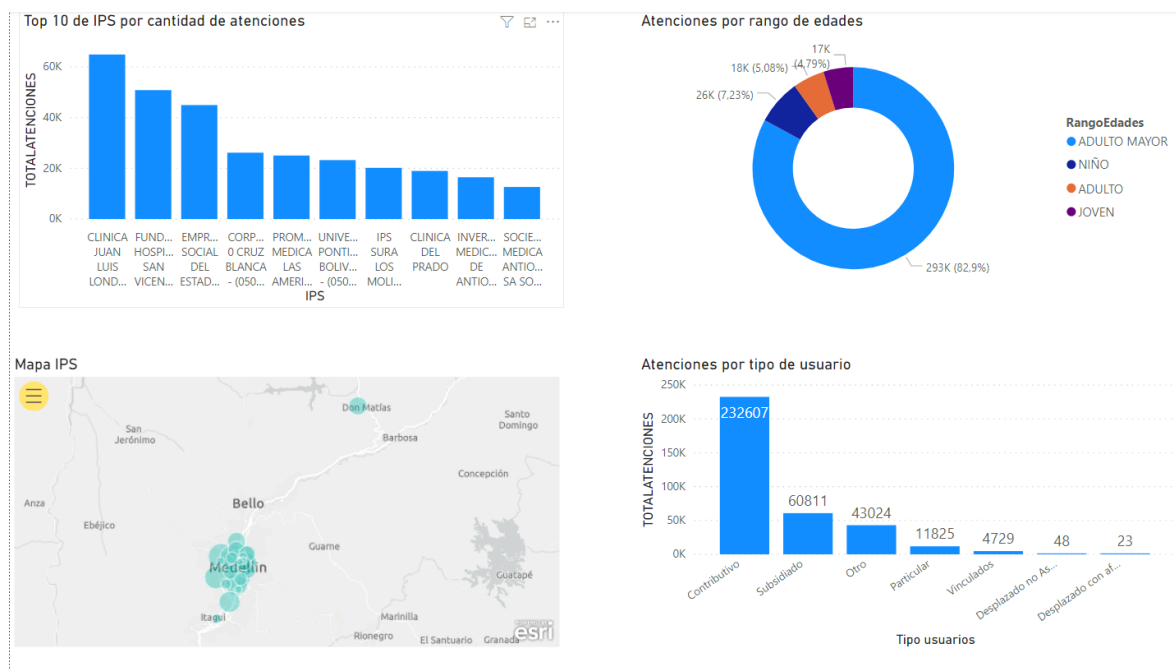 Top 10 de IPS por cantidad de atenciones
TOTALATENCIONES
60K
40K
20K
0K
CLINICA JUAN LUIS LOND...
FUND... HOSPI... SAN VICEN...
EMPR... SOCIAL DEL ESTAD...
CORP... 0 CRUZ BLANCA - (050...
PROM... MEDICA LAS AMERI...
UNIVE... PONTI... BOLIV... - (050...
IPS SURA LOS MOLI...
CLINICA DEL PRADO
INVER... MEDIC... DE ANTIO...
SOCIE... MEDICA ANTIO... SA SO...
IPS
Atenciones por rango de edades
17K (4,79%)
18K (5,08%)
26K (7,23%)
293K (82,9%)
RangoEdades
ADULTO MAYOR
NIÑO
ADULTO
JOVEN
Mapa IPS
Don Matías
Santo Domingo
San Jerónimo
Barbosa
Concepción
Anza
Bello
Ebéjico
Guarne
Medellín
Guatapé
Itagui
Marinilla
Rionegro
El Santuario
Granada
esri
Atenciones por tipo de usuario
TOTALATENCIONES
250K
200K
150K
100K
50K
0K
232607
60811
43024
11825
4729
48
23
Contributivo
Subsidiado
Otro
Particular
Vinculados
Desplazado no As...
Desplazado con af...
Tipo usuarios